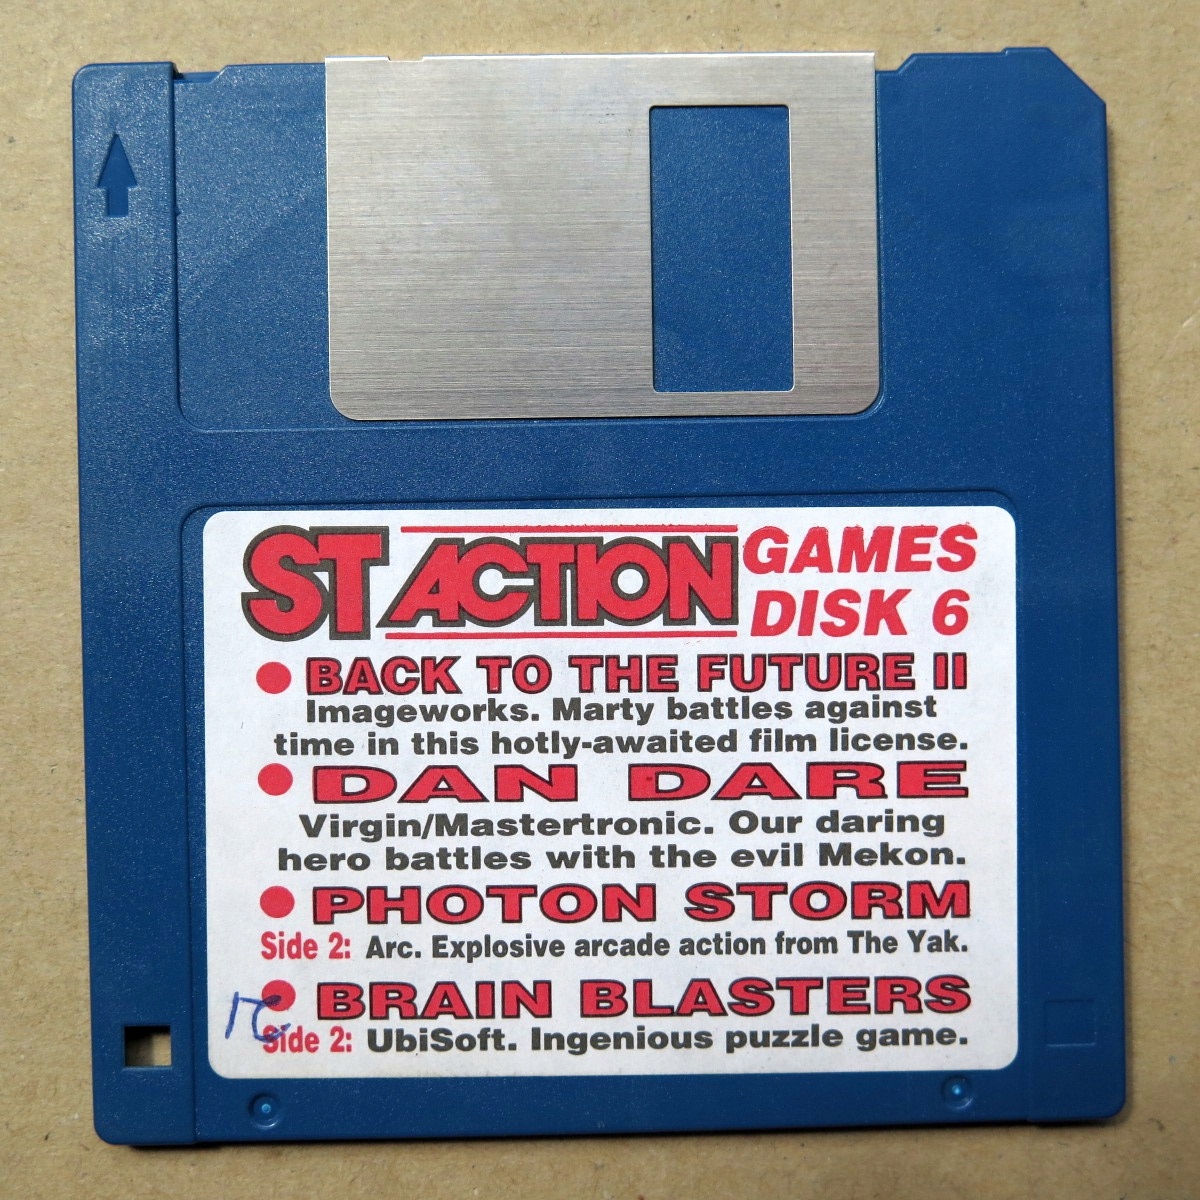 ST ACTION GAMES
DISK 6
BACK TO THE FUTURE II
Imageworks. Marty battles against
time in this hotly-awaited film license.
DAN DARE
Virgin/Mastertronic. Our daring
hero battles with the evil Mekon.
PHOTON STORM
Side 2: Arc. Explosive arcade action from The Yak.
BRAIN BLASTERS
Side 2: UbiSoft. Ingenious puzzle game.